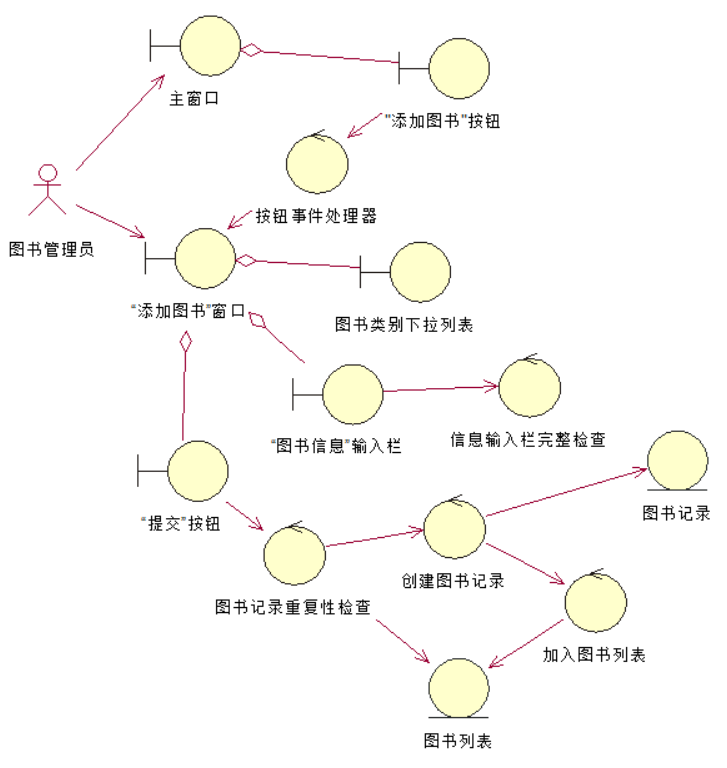 主窗口
“添加图书”按钮
按钮事件处理器
图书管理员
“添加图书”窗口
图书类别下拉列表
“图书信息”输入栏
信息输入栏完整检查
图书记录
“提交”按钮
创建图书记录
图书记录重复性检查
加入图书列表
图书列表